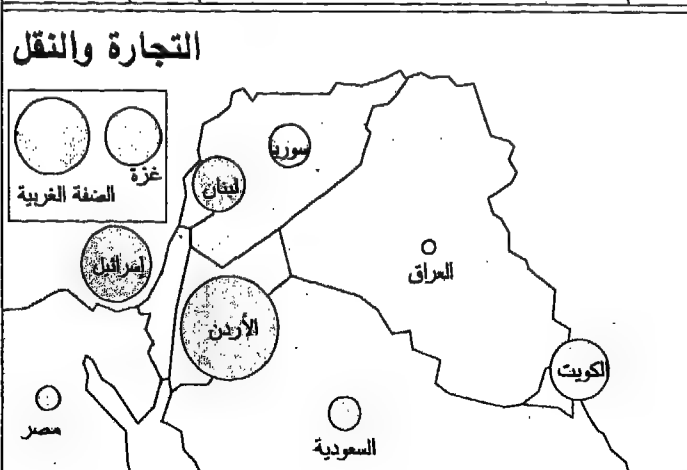 التجارة والنقل
غزة
الضفة الغربية
سوريا
لبنان
إسرائيل
العراق
الأردن
الكويت
مصر
السعودية